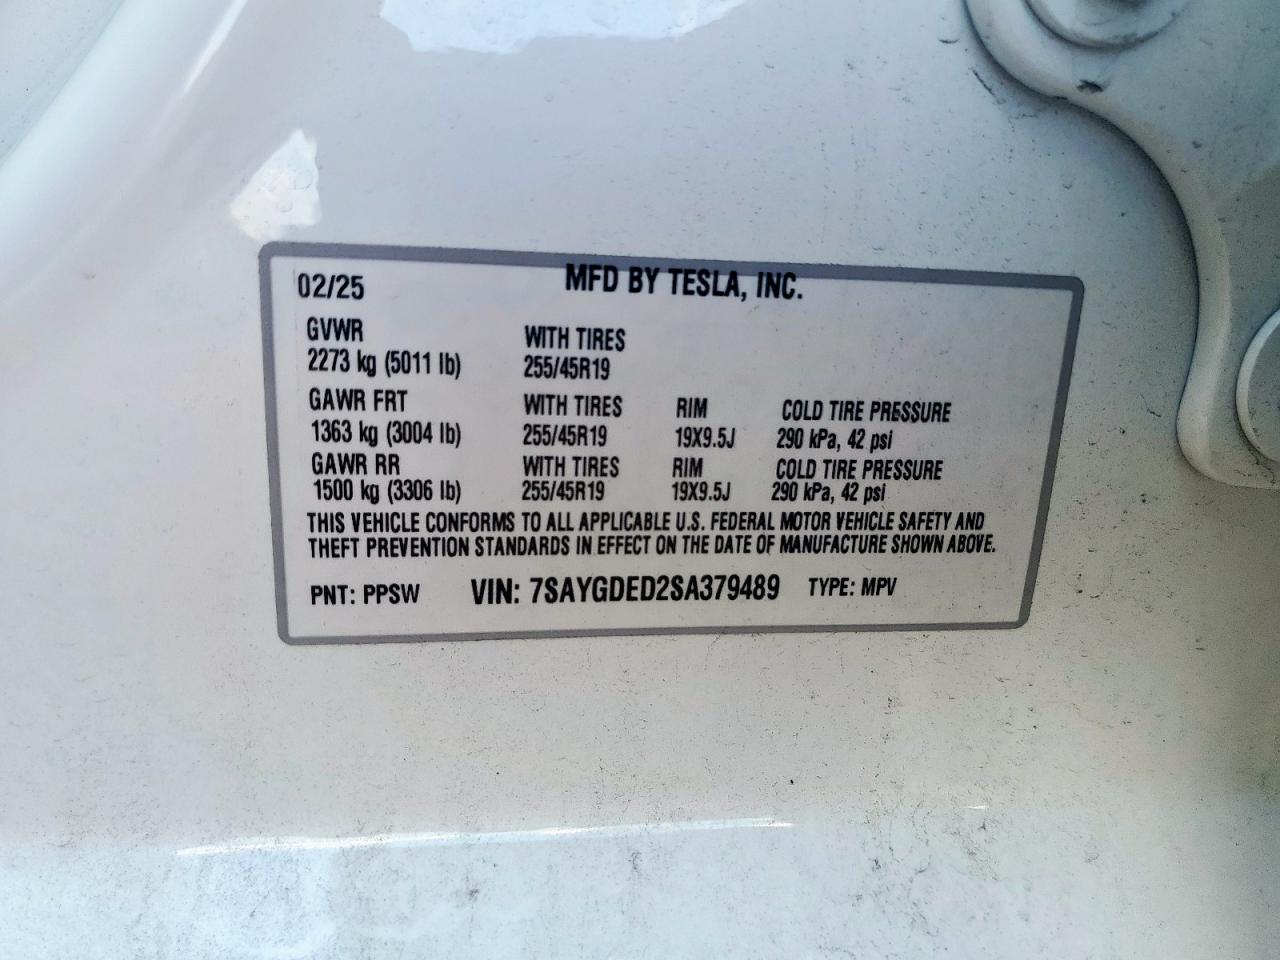 02/25 MFD BY TESLA, INC.
GVWR WITH TIRES
2273 kg (5011 lb) 255/45R19
GAWR FRT WITH TIRES RIM COLD TIRE PRESSURE
1363 kg (3004 lb) 255/45R19 19X9.5J 290 kPa, 42 psi
GAWR RR WITH TIRES RIM COLD TIRE PRESSURE
1500 kg (3306 lb) 255/45R19 19X9.5J 290 kPa, 42 psi
THIS VEHICLE CONFORMS TO ALL APPLICABLE U.S. FEDERAL MOTOR VEHICLE SAFETY AND
THEFT PREVENTION STANDARDS IN EFFECT ON THE DATE OF MANUFACTURE SHOWN ABOVE.
PNT: PPSW VIN: 7SAYGDED2SA379489 TYPE: MPV